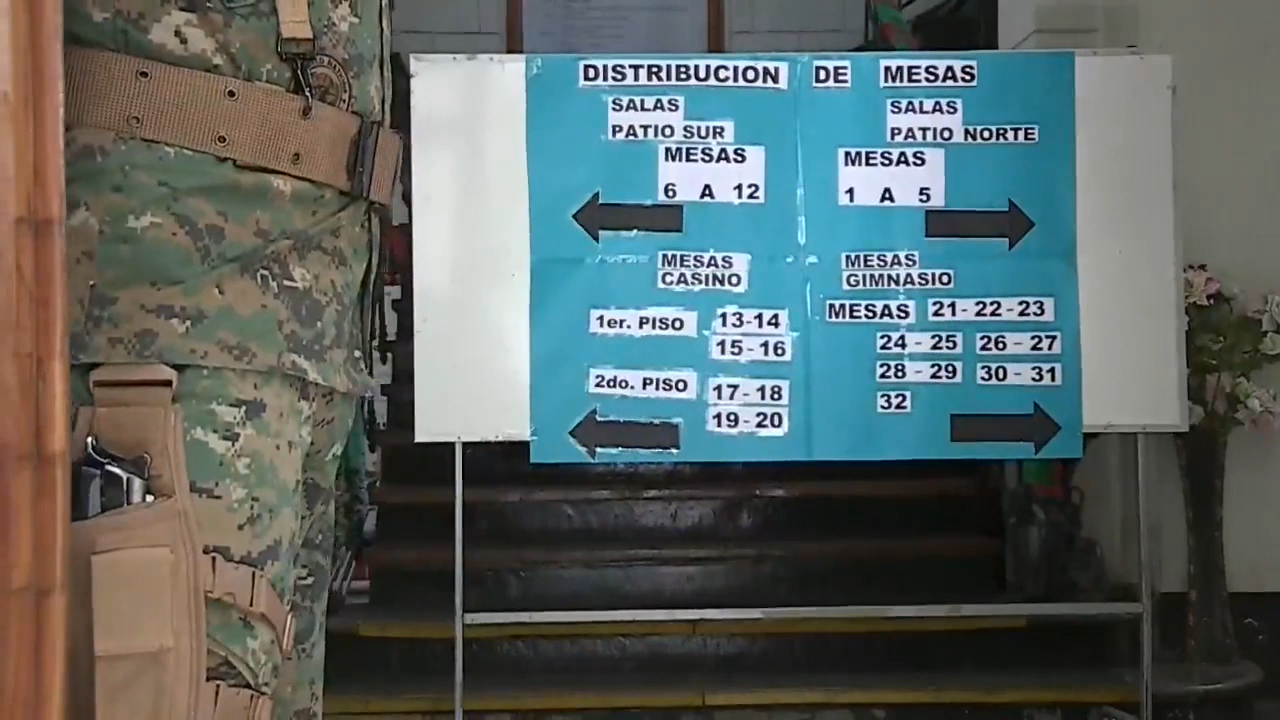 DISTRIBUCION DE MESAS
SALAS
PATIO SUR
MESAS
6 A 12
SALAS
PATIO NORTE
MESAS
1 A 5
MESAS
CASINO
1er. PISO 13-14
15-16
2do. PISO 17-18
19-20
MESAS
GIMNASIO
MESAS 21-22-23
24-25 26-27
28-29 30-31
32